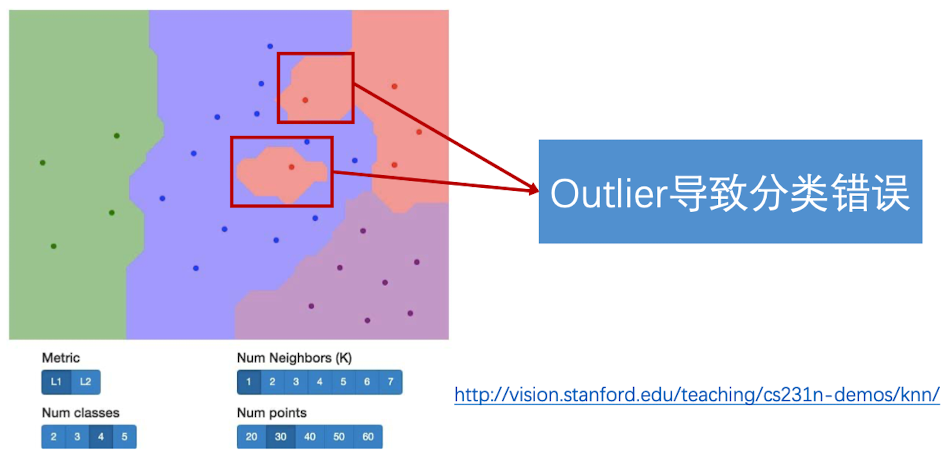 Outlier导致分类错误
Metric
L1 L2
Num Neighbors (K)
1 2 3 4 5 6 7
Num classes
2 3 4 5
Num points
20 30 40 50 60
http://vision.stanford.edu/teaching/cs231n-demos/knn/